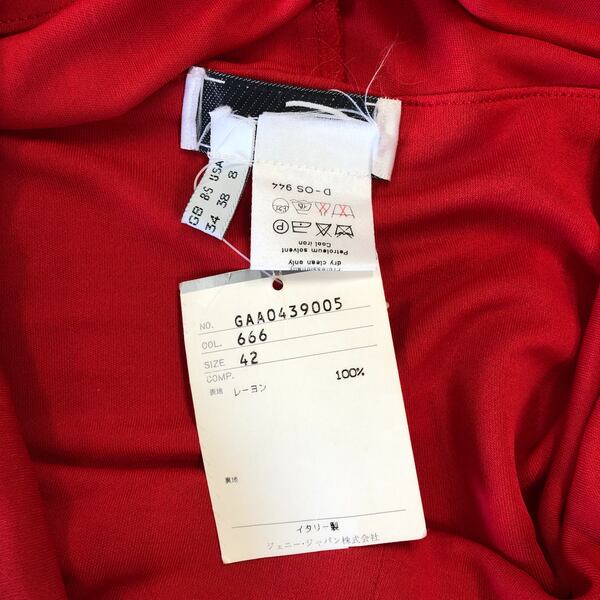 GB BS USA
34 38 8
D-OS 944
Cool iron
Petroleum solvent
dry clean only
Professionally
NO. GAA0439005
COL. 666
SIZE 42
COMP. 100%
表地 レーヨン
裏地
イタリー製
ジェニー・ジャパン株式会社